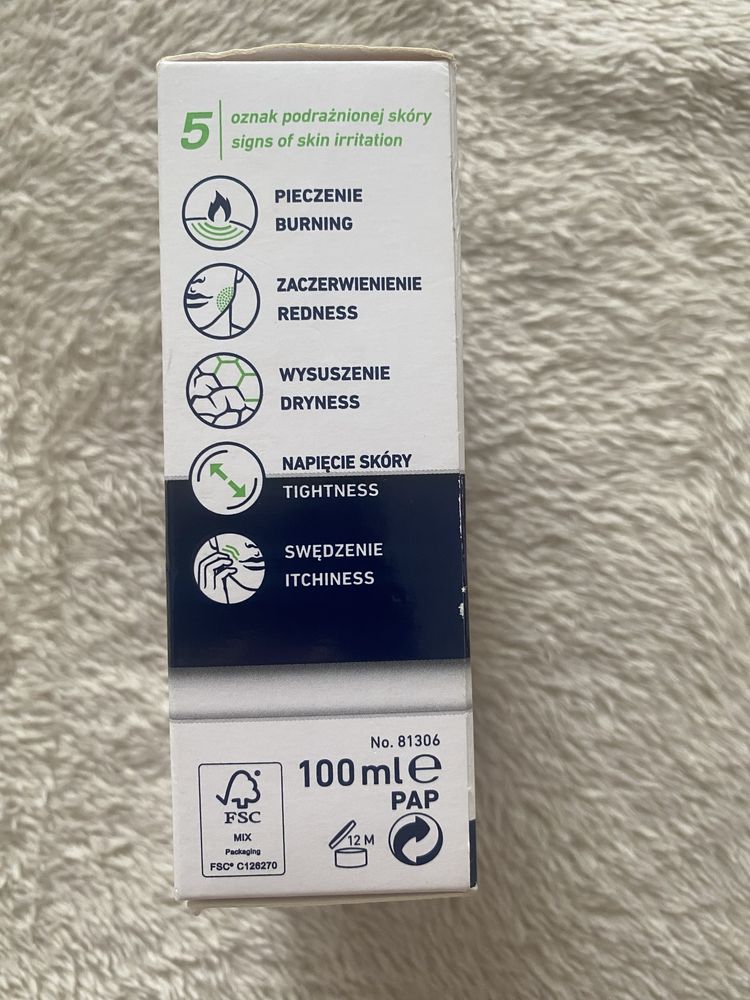 5
oznak podrażnionej skóry
signs of skin irritation
PIECZENIE
BURNING
ZACZERWIENIENIE
REDNESS
WYSUSZENIE
DRYNESS
NAPIĘCIE SKÓRY
TIGHTNESS
SWĘDZENIE
ITCHINESS
No. 81306
100 ml e
PAP
12 M
FSC
MIX
Packaging
FSC® C126270